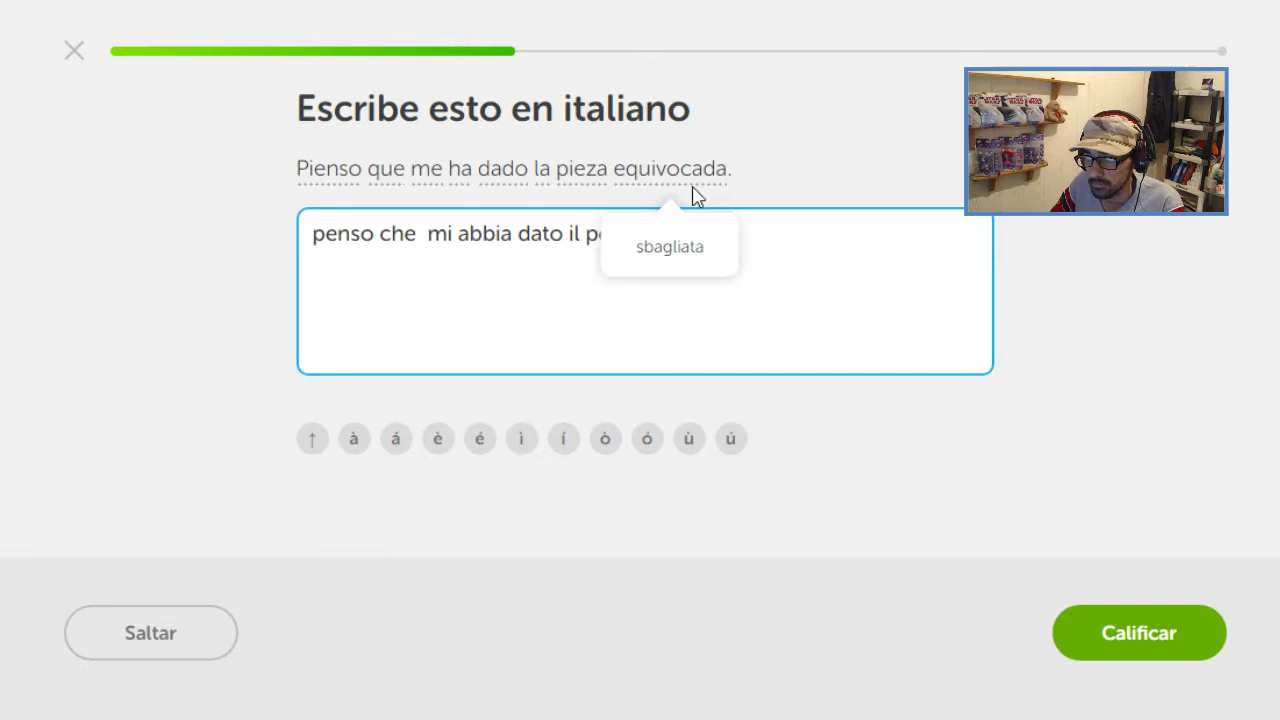 Escribe esto en italiano
Pienso que me ha dado la pieza equivocada.
penso che mi abbia dato il
sbagliata
↑ à á è é ì í ò ó ù ú
Saltar
Calificar